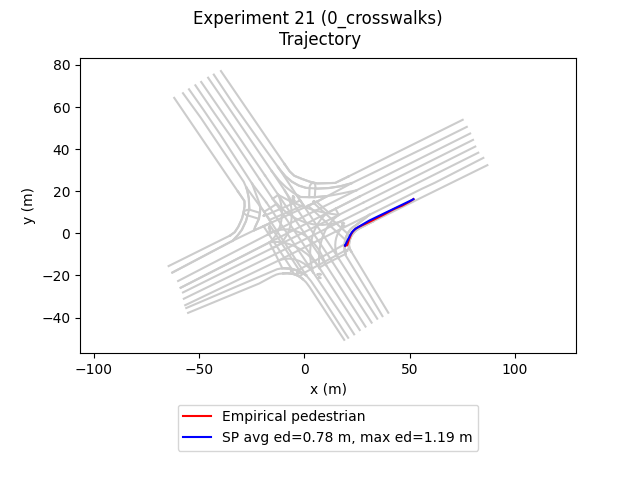 Experiment 21 (0_crosswalks)
Trajectory
y (m)
80
60
40
20
0
−20
−40
−100
−50
0
50
100
x (m)
Empirical pedestrian
SP avg ed=0.78 m, max ed=1.19 m